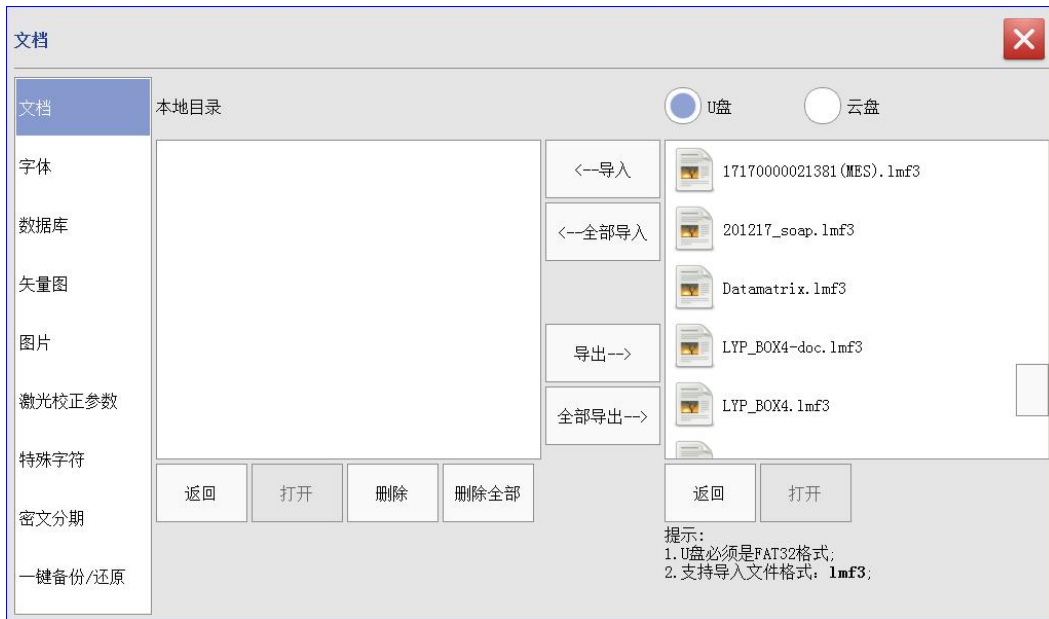 文档
文档
字体
数据库
矢量图
图片
激光校正参数
特殊字符
密文分期
一键备份/还原
本地目录
返回
打开
删除
删除全部
<--导入
<--全部导入
导出-->
全部导出-->
U盘
云盘
17170000021381(MES).lmf3
201217_soap.lmf3
Datamatrix.lmf3
LYP_BOX4-doc.lmf3
LYP_BOX4.lmf3
返回
打开
提示:
1.U盘必须是FAT32格式;
2.支持导入文件格式: lmf3;